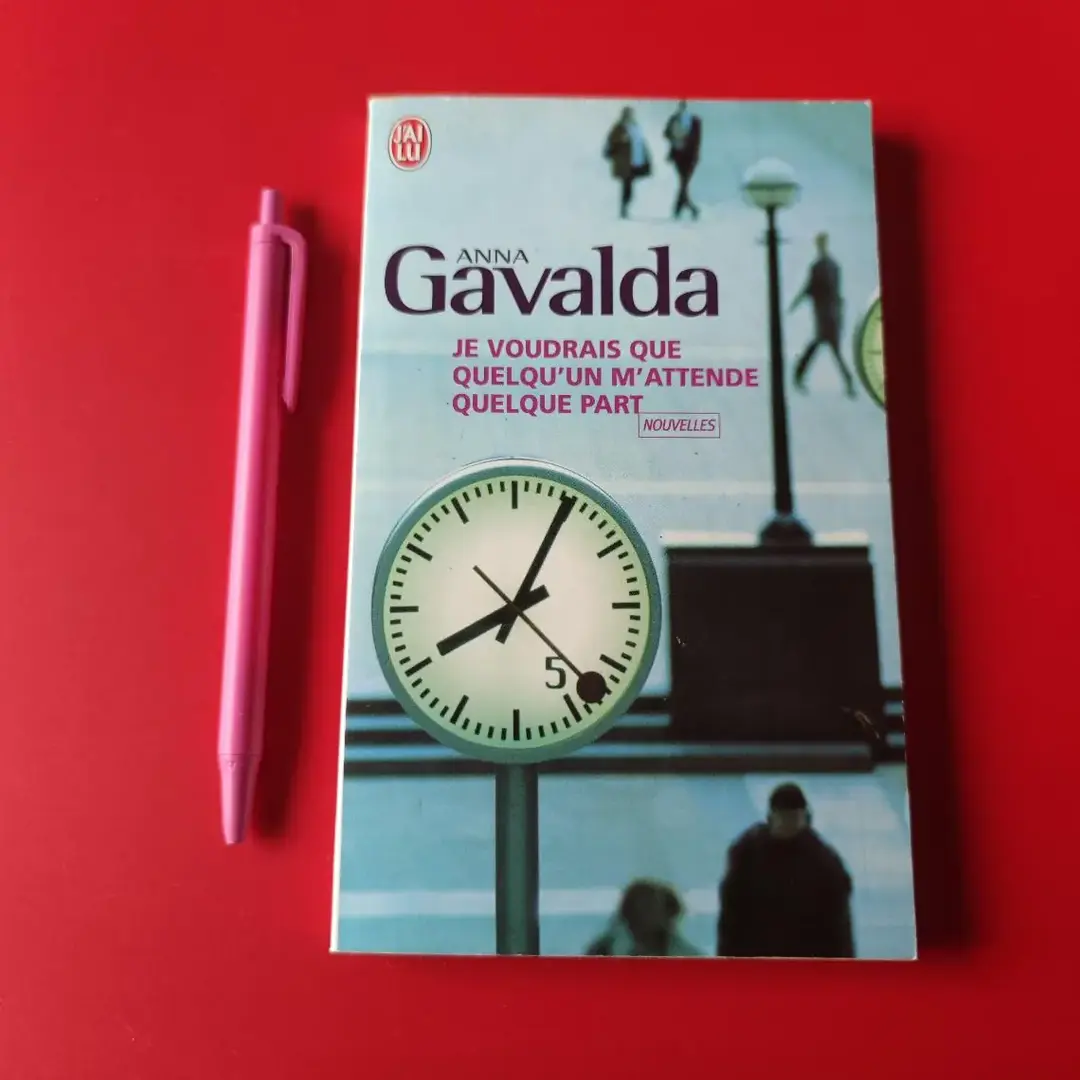 J'AI
LU
ANNA
Gavalda
JE VOUDRAIS QUE
QUELQU'UN M'ATTENDE
QUELQUE PART
NOUVELLES
5